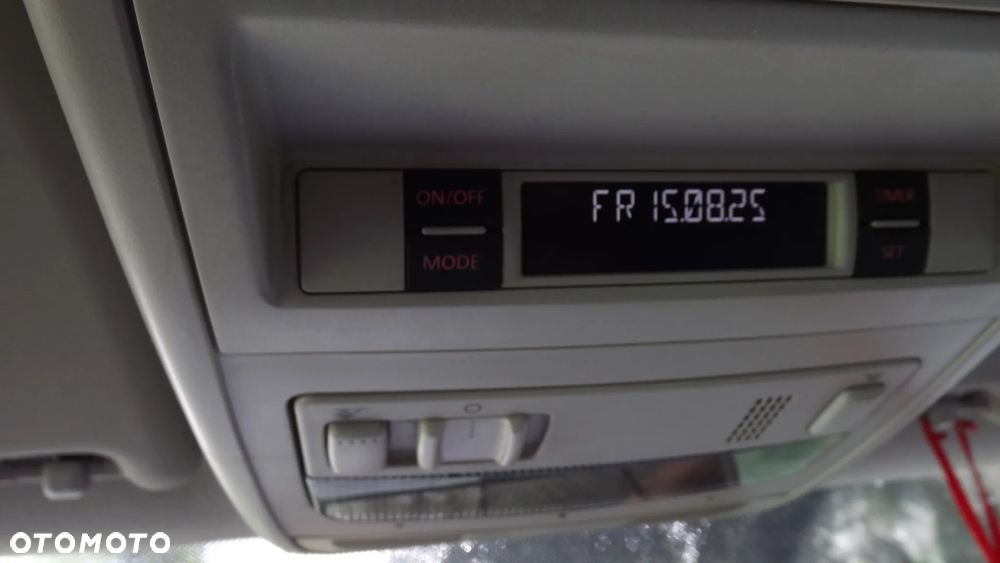 ON/OFF
FR 15.08.25
TIMER
MODE
SET
OTOMOTO